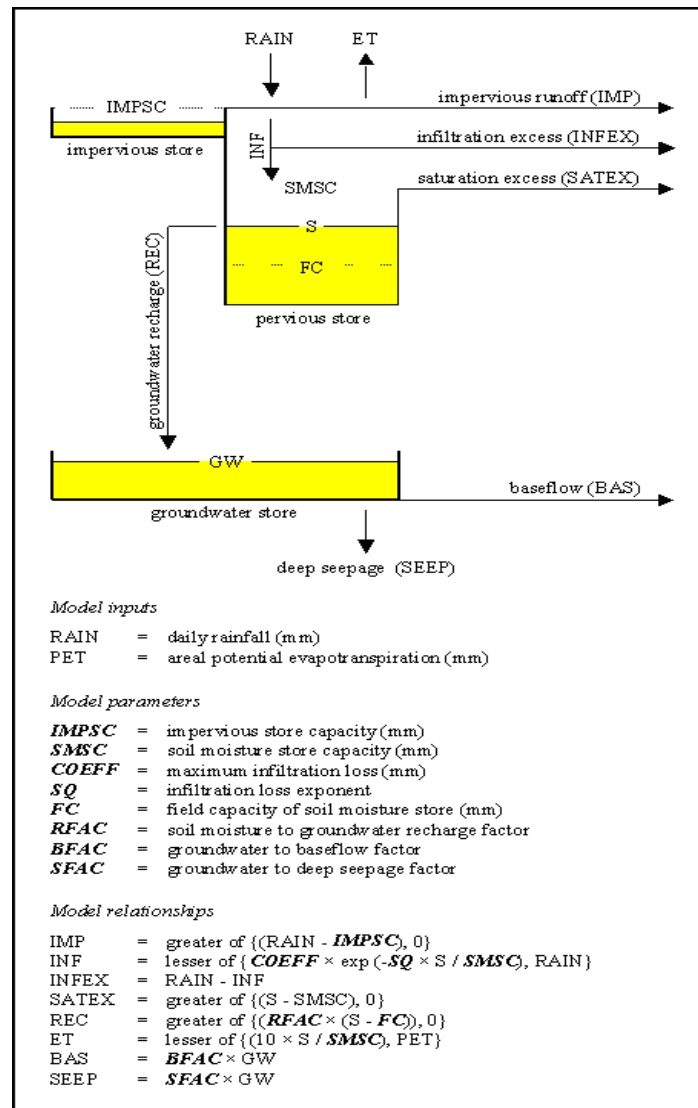 RAIN ET
IMPSC
impervious runoff (IMP)
impervious store
INF
infiltration excess (INFEX)
SMSC
saturation excess (SATEX)
S
FC
pervious store
groundwater recharge (REC)
GW
groundwater store
baseflow (BAS)
deep seepage (SEEP)
Model inputs
RAIN = daily rainfall (mm)
PET = areal potential evapotranspiration (mm)
Model parameters
IMPSC = impervious store capacity (mm)
SMSC = soil moisture store capacity (mm)
COEFF = maximum infiltration loss (mm)
SQ = infiltration loss exponent
FC = field capacity of soil moisture store (mm)
RFAC = soil moisture to groundwater recharge factor
BFAC = groundwater to baseflow factor
SFAC = groundwater to deep seepage factor
Model relationships
IMP = greater of {(RAIN - IMPSC), 0}
INF = lesser of { COEFF × exp (-SQ × S / SMSC), RAIN}
INFEX = RAIN - INF
SATEX = greater of {(S - SMSC), 0}
REC = greater of {(RFAC × (S - FC)), 0}
ET = lesser of {(10 × S / SMSC), PET}
BAS = BFAC × GW
SEEP = SFAC × GW